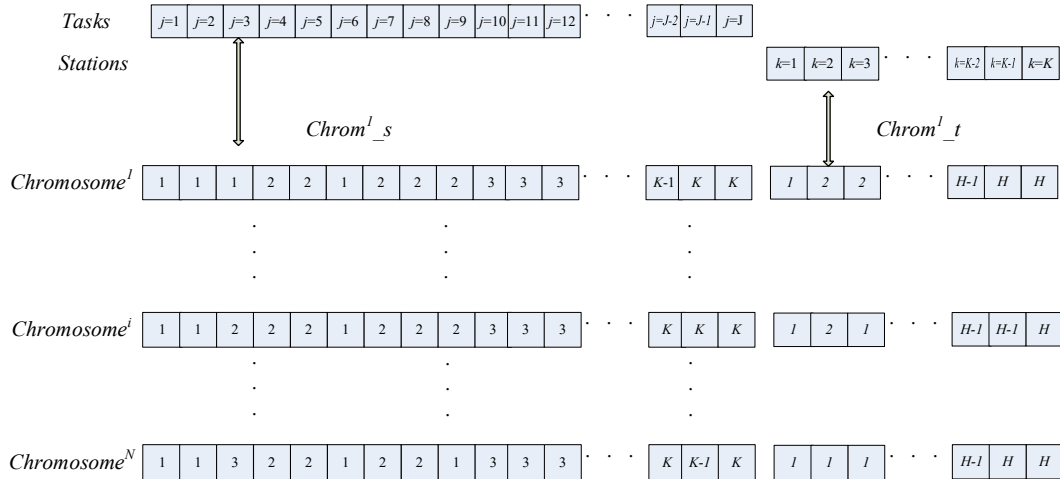 Tasks j=1 j=2 j=3 j=4 j=5 j=6 j=7 j=8 j=9 j=10 j=11 j=12 · · · j=J-2 j=J-1 j=J
Stations k=1 k=2 k=3 · · · k=K-2 k=K-1 k=K
Chrom¹_s Chrom¹_t
Chromosome¹ 1 1 1 2 2 1 2 2 2 3 3 3 · · · K-1 K K 1 2 2 · · · H-1 H H
Chromosomeⁱ 1 1 2 2 2 1 2 2 2 3 3 3 · · · K K K 1 2 1 · · · H-1 H-1 H
Chromosomeᴺ 1 1 3 2 2 1 2 2 1 3 3 3 · · · K K-1 K 1 1 1 · · · H-1 H H